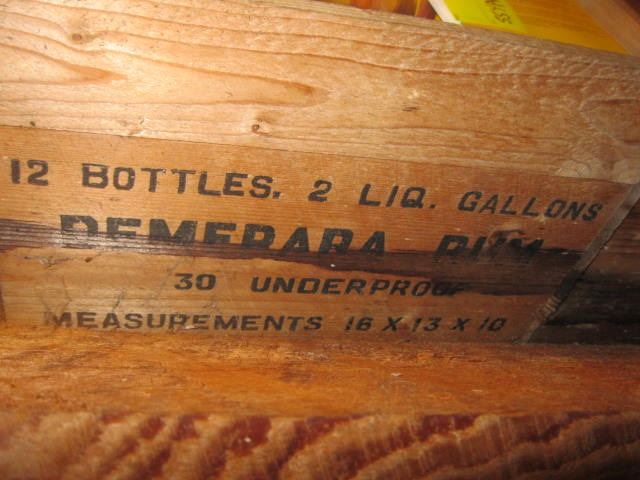 12 BOTTLES. 2 LIQ. GALLONS
DEMERARA RUM
30 UNDERPROOF
MEASUREMENTS 16 X 13 X 10